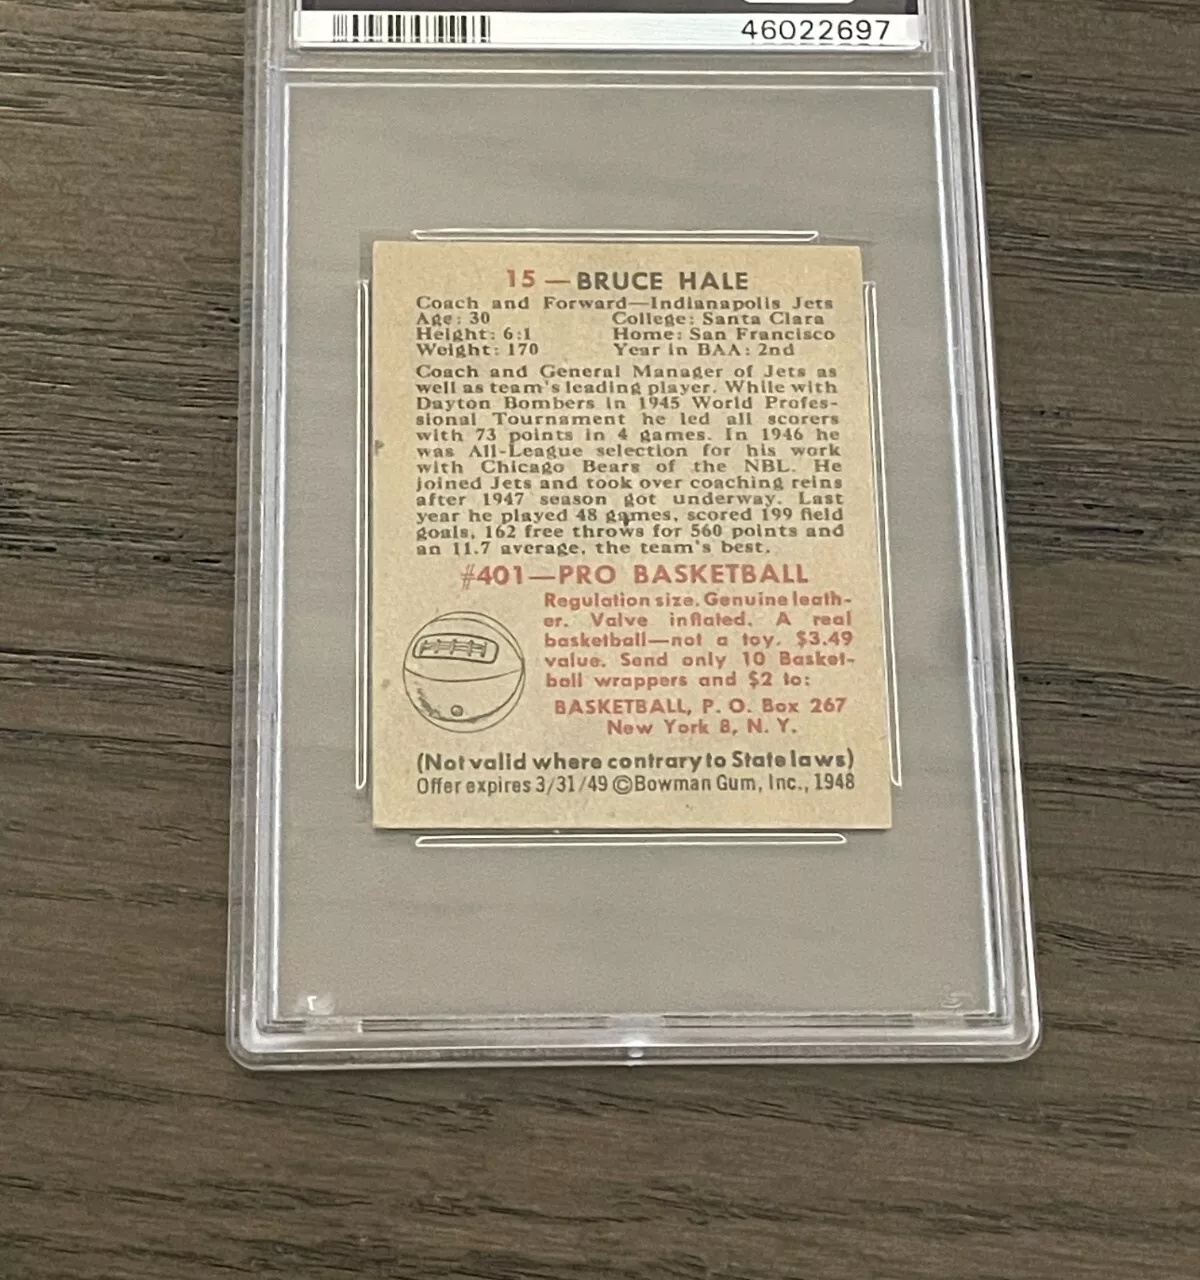 46022697
15 — BRUCE HALE
Coach and Forward—Indianapolis Jets
Age: 30 College: Santa Clara
Height: 6:1 Home: San Francisco
Weight: 170 Year in BAA: 2nd
Coach and General Manager of Jets as
well as team's leading player. While with
Dayton Bombers in 1945 World Profes-
sional Tournament he led all scorers
with 73 points in 4 games. In 1946 he
was All-League selection for his work
with Chicago Bears of the NBL. He
joined Jets and took over coaching reins
after 1947 season got underway. Last
year he played 48 games, scored 199 field
goals, 162 free throws for 560 points and
an 11.7 average, the team's best.
#401—PRO BASKETBALL
Regulation size. Genuine leath-
er. Valve inflated. A real
basketball—not a toy. $3.49
value. Send only 10 Basket-
ball wrappers and $2 to:
BASKETBALL, P. O. Box 267
New York 8, N. Y.
(Not valid where contrary to State laws)
Offer expires 3/31/49 ©Bowman Gum, Inc., 1948